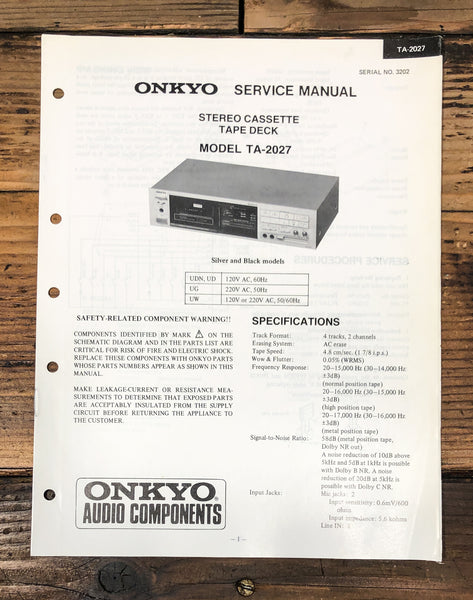 TA-2027
SERIAL NO. 3202
ONKYO SERVICE MANUAL
STEREO CASSETTE
TAPE DECK
MODEL TA-2027
ONKYO
Silver and Black models
UDN, UD 120V AC, 60Hz
UG 220V AC, 50Hz
UW 120V or 220V AC, 50/60Hz
SAFETY-RELATED COMPONENT WARNING!!
COMPONENTS IDENTIFIED BY MARK ⚠ ON THE
SCHEMATIC DIAGRAM AND IN THE PARTS LIST ARE
CRITICAL FOR RISK OF FIRE AND ELECTRIC SHOCK.
REPLACE THESE COMPONENTS WITH ONKYO PARTS
WHOSE PARTS NUMBERS APPEAR AS SHOWN IN THIS
MANUAL.
MAKE LEAKAGE-CURRENT OR RESISTANCE MEA-
SUREMENTS TO DETERMINE THAT EXPOSED PARTS
ARE ACCEPTABLY INSULATED FROM THE SUPPLY
CIRCUIT BEFORE RETURNING THE APPLIANCE TO
THE CUSTOMER.
ONKYO
AUDIO COMPONENTS
SPECIFICATIONS
Track Format: 4 tracks, 2 channels
Erasing System: AC erase
Tape Speed: 4.8 cm/sec. (1 7/8 i.p.s.)
Wow & Flutter: 0.05% (WRMS)
Frequency Response: 20–15,000 Hz (30–14,000 Hz
±3dB)
(normal position tape)
20–16,000 Hz (30–15,000 Hz
±3dB)
(high position tape)
20–17,000 Hz (30–16,000 Hz
±3dB)
(metal position tape)
Signal-to-Noise Ratio: 58dB (metal position tape,
Dolby NR out)
A noise reduction of 10dB above
5kHz and 5dB at 1kHz is possible
with Dolby B NR. A noise
reduction of 20dB at 5kHz is
possible with Dolby C NR.
Input Jacks: Mic jacks: 2
Input sensitivity: 0.6mV/600
ohms
Input impedance: 5.6 kohms
Line IN:
–1–